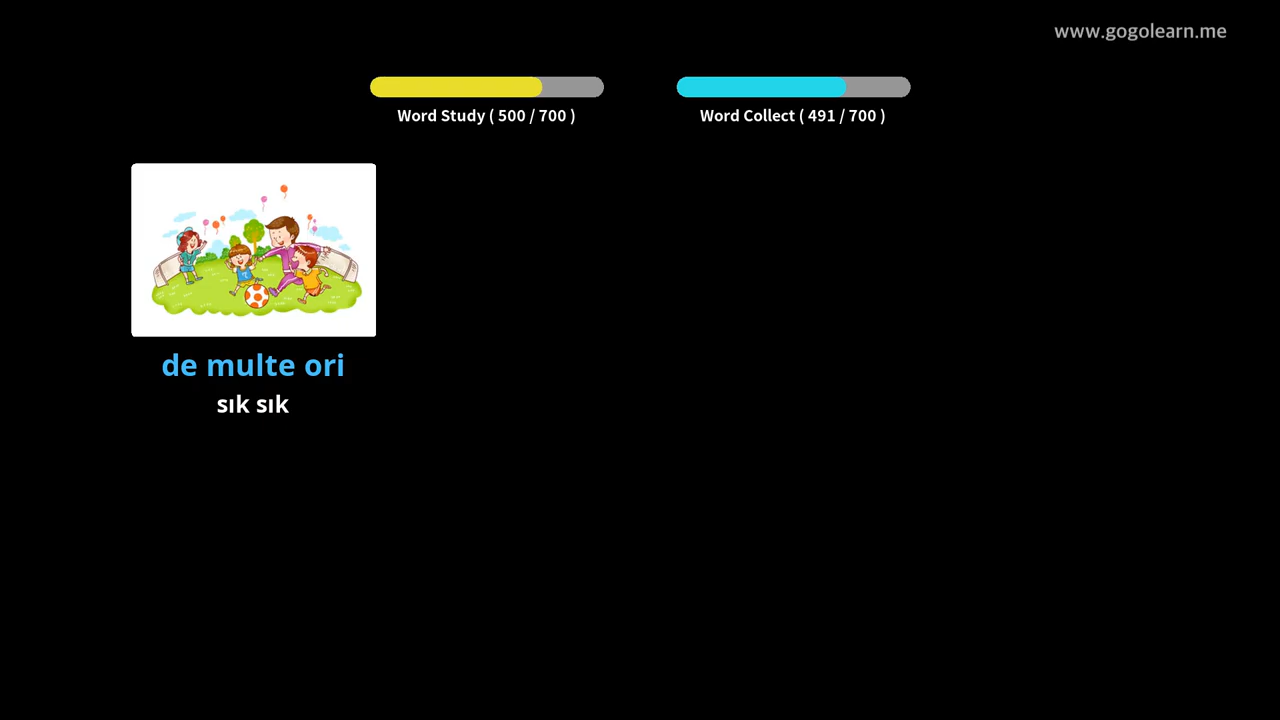 www.gogolearn.me
Word Study ( 500 / 700 )
Word Collect ( 491 / 700 )
de multe ori
sık sık